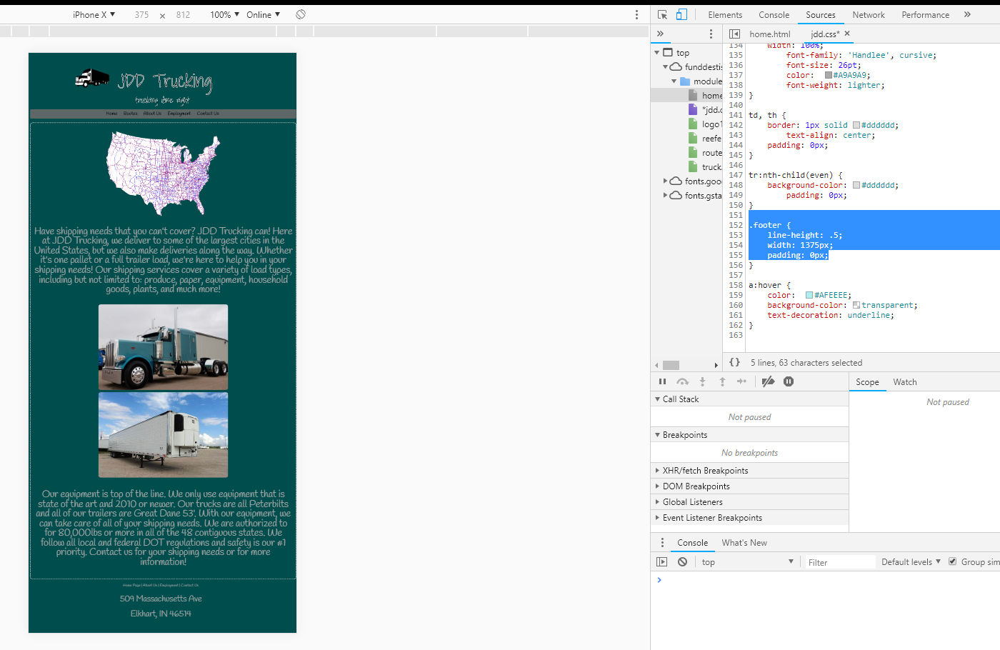 iPhone X ▼ 375 × 812 100% ▼ Online ▼
Elements Console Sources Network Performance »
» home.html jdd.css* ×
top
funddestis
module
home
*jdd.c
logo1
reefe
route
truck.
fonts.goo
fonts.gsta
134 width: 100%;
135 font-family: 'Handlee', cursive;
136 font-size: 26pt;
137 color: #A9A9A9;
138 font-weight: lighter;
139 }
140
141 td, th {
142 border: 1px solid #dddddd;
143 text-align: center;
144 padding: 0px;
145 }
146
147 tr:nth-child(even) {
148 background-color: #dddddd;
149 padding: 0px;
150 }
151
152 .footer {
153 line-height: .5;
154 width: 1375px;
155 padding: 0px;
156 }
157
158 a:hover {
159 color: #AFEEEE;
160 background-color: transparent;
161 text-decoration: underline;
162 }
163
{} 5 lines, 63 characters selected
Scope Watch
Call Stack
Not paused
Not paused
Breakpoints
No breakpoints
XHR/fetch Breakpoints
DOM Breakpoints
Global Listeners
Event Listener Breakpoints
Console What's New
top ▼ Filter Default levels ▼ Group sim
JDD Trucking
trucking done right
Home Routes About Us Employment Contact Us
Have shipping needs that you can't cover? JDD Trucking can! Here
at JDD Trucking, we deliver to some of the largest cities in the
United States, but we also make deliveries along the way. Whether
it's one pallet or a full trailer load, we're here to help you in your
shipping needs! Our shipping services cover a variety of load types,
including but not limited to: produce, paper, equipment, household
goods, plants, and much more!
Our equipment is top of the line. We only use equipment that is
state of the art and 2010 or newer. Our trucks are all Peterbilts
and all of our trailers are Great Dane 53'. With our equipment, we
can take care of all of your shipping needs. We are authorized to
for 80,000lbs or more in all of the 48 contiguous states. We
follow all local and federal DOT regulations and safety is our #1
priority. Contact us for your shipping needs or for more
information!
Home Page | About Us | Employment | Contact Us
509 Massachusetts Ave
Elkhart, IN 46514